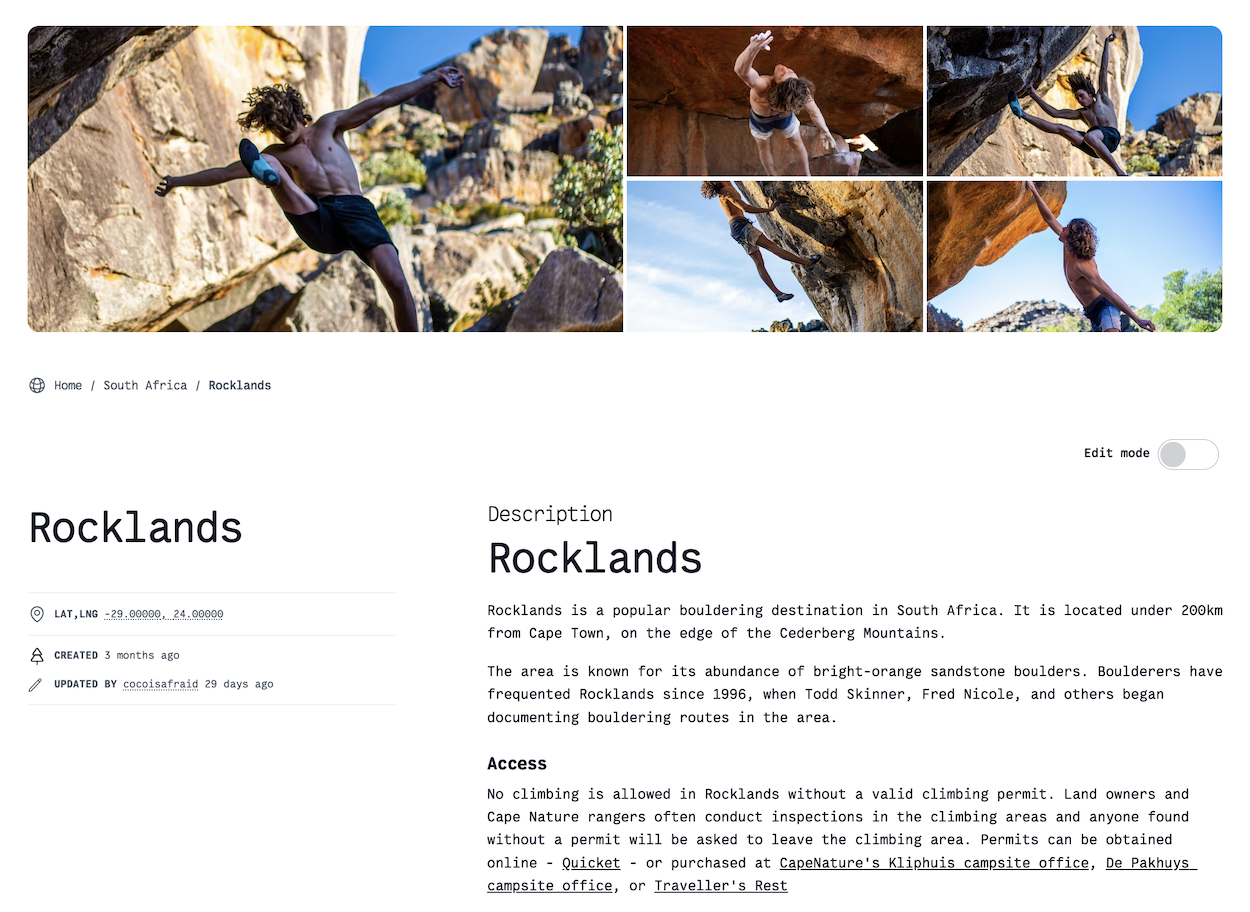 Home / South Africa / Rocklands
Edit mode
Rocklands
LAT,LNG -29.00000, 24.00000
CREATED 3 months ago
UPDATED BY cocoisafraid 29 days ago
Description
Rocklands
Rocklands is a popular bouldering destination in South Africa. It is located under 200km
from Cape Town, on the edge of the Cederberg Mountains.
The area is known for its abundance of bright-orange sandstone boulders. Boulderers have
frequented Rocklands since 1996, when Todd Skinner, Fred Nicole, and others began
documenting bouldering routes in the area.
Access
No climbing is allowed in Rocklands without a valid climbing permit. Land owners and
Cape Nature rangers often conduct inspections in the climbing areas and anyone found
without a permit will be asked to leave the climbing area. Permits can be obtained
online - Quicket - or purchased at CapeNature's Kliphuis campsite office, De Pakhuys
campsite office, or Traveller's Rest